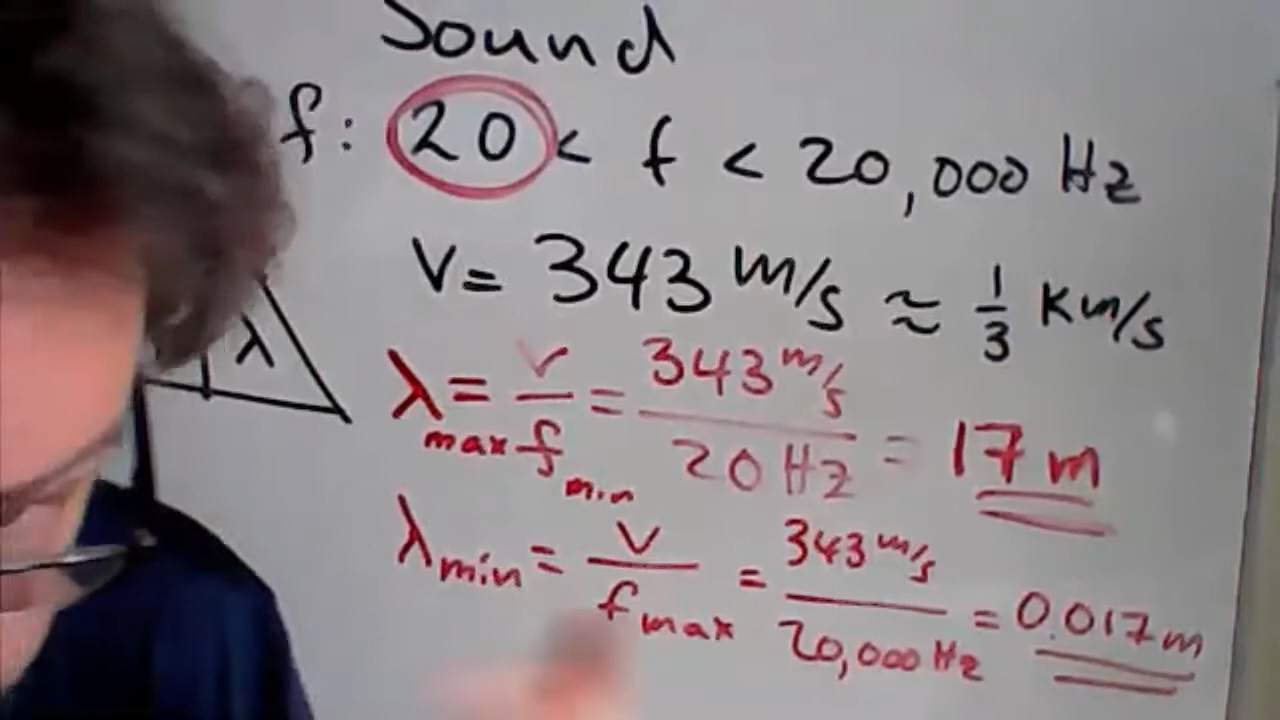 Sound
f: 20 < f < 20,000 Hz
v = 343 m/s ≈ 1/3 Km/s
λ
λmax = v/fmin = 343 m/s / 20 Hz = 17 m
λmin = v/fmax = 343 m/s / 20,000 Hz = 0.017 m